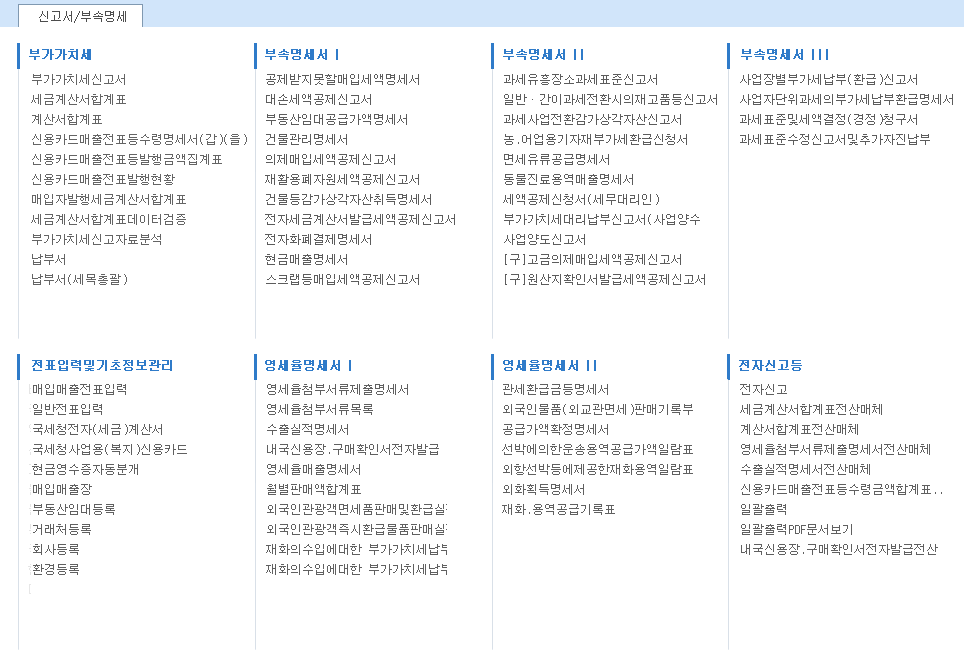 신고서/부속명세
부가가치세
부가가치세신고서
세금계산서합계표
계산서합계표
신용카드매출전표등수령명세서(갑)(을)
신용카드매출전표등발행금액집계표
신용카드매출전표발행현황
매입자발행세금계산서합계표
세금계산서합계표데이터검증
부가가치세신고자료분석
납부서
납부서(세목총괄)
부속명세서 I
공제받지못할매입세액명세서
대손세액공제신고서
부동산임대공급가액명세서
건물관리명세서
의제매입세액공제신고서
재활용폐자원세액공제신고서
건물등감가상각자산취득명세서
전자세금계산서발급세액공제신고서
전자화폐결제명세서
현금매출명세서
스크랩등매입세액공제신고서
부속명세서 II
과세유흥장소과세표준신고서
일반·간이과세전환시의재고품등신고서
과세사업전환감가상각자산신고서
농.어업용기자재부가세환급신청서
면세유류공급명세서
동물진료용역매출명세서
세액공제신청서(세무대리인)
부가가치세대리납부신고서(사업양수
사업양도신고서
[구]고금의제매입세액공제신고서
[구]원산지확인서발급세액공제신고서
부속명세서 III
사업장별부가세납부(환급)신고서
사업자단위과세의부가세납부환급명세서
과세표준및세액결정(경정)청구서
과세표준수정신고서및추가자진납부
전표입력및기초정보관리
매입매출전표입력
일반전표입력
국세청전자(세금)계산서
국세청사업용(복지)신용카드
현금영수증자동분개
매입매출장
부동산임대등록
거래처등록
회사등록
환경등록
영세율명세서 I
영세율첨부서류제출명세서
영세율첨부서류목록
수출실적명세서
내국신용장.구매확인서전자발급
영세율매출명세서
월별판매액합계표
외국인관광객면세품판매및환급실
외국인관광객즉시환급물품판매실
재화의수입에대한 부가가치세납부
재화의수입에대한 부가가치세납부
영세율명세서 II
관세환급금등명세서
외국인물품(외교관면세)판매기록부
공급가액확정명세서
선박에의한운송용역공급가액일람표
외항선박등에제공한재화용역일람표
외화획득명세서
재화.용역공급기록표
전자신고등
전자신고
세금계산서합계표전산매체
계산서합계표전산매체
영세율첨부서류제출명세서전산매체
수출실적명세서전산매체
신용카드매출전표등수령금액합계표..
일괄출력
일괄출력PDF문서보기
내국신용장.구매확인서전자발급전산